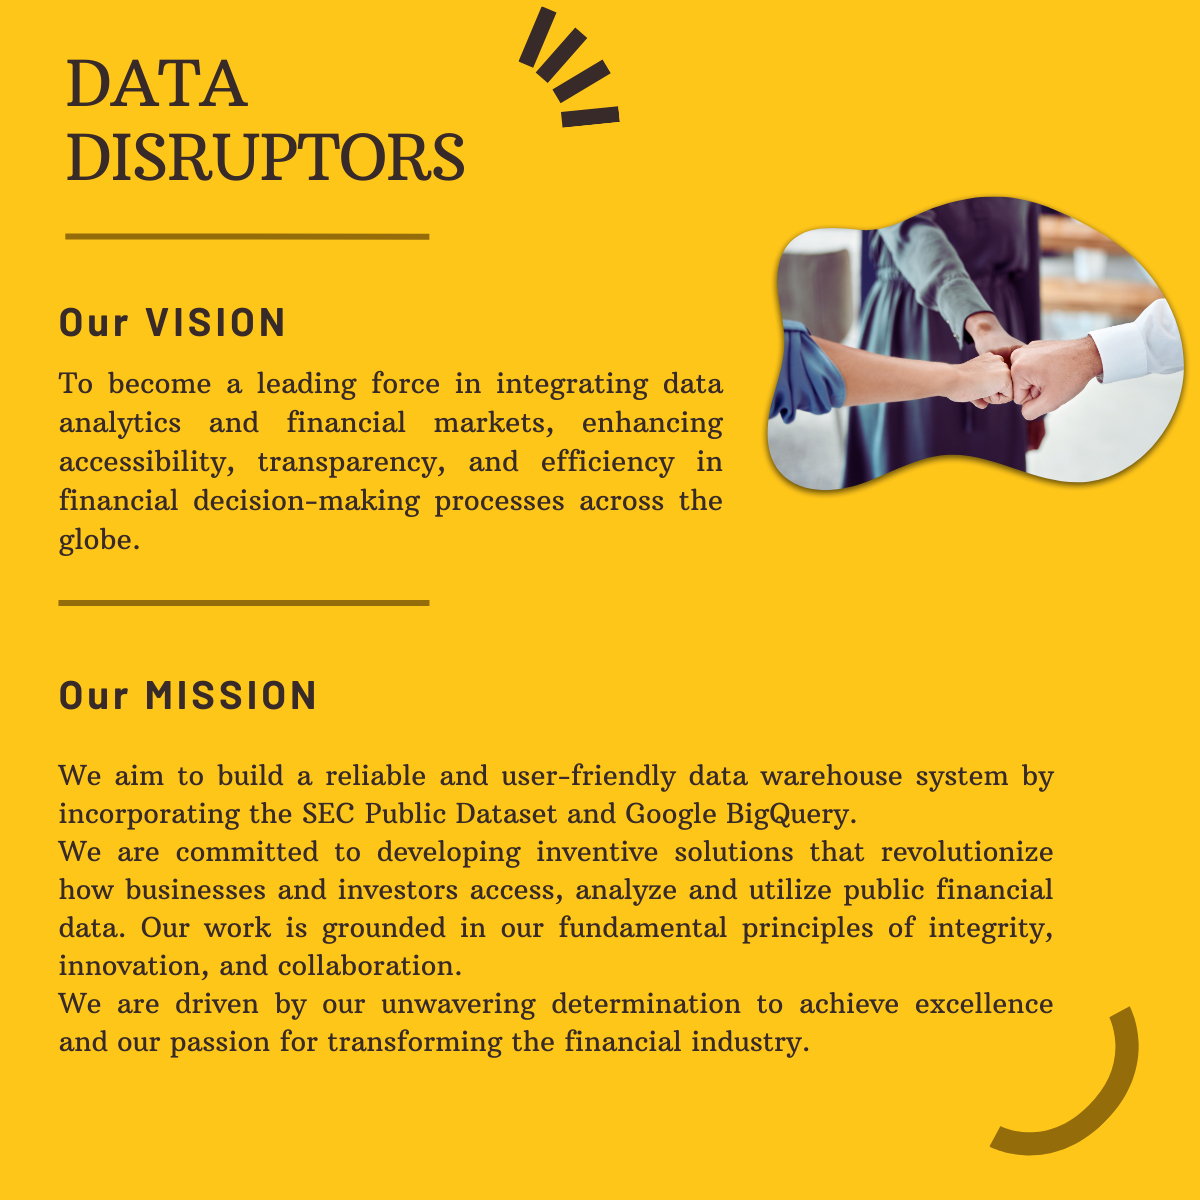 DATA
DISRUPTORS
Our VISION
To become a leading force in integrating data
analytics and financial markets, enhancing
accessibility, transparency, and efficiency in
financial decision-making processes across the
globe.
Our MISSION
We aim to build a reliable and user-friendly data warehouse system by
incorporating the SEC Public Dataset and Google BigQuery.
We are committed to developing inventive solutions that revolutionize
how businesses and investors access, analyze and utilize public financial
data. Our work is grounded in our fundamental principles of integrity,
innovation, and collaboration.
We are driven by our unwavering determination to achieve excellence
and our passion for transforming the financial industry.